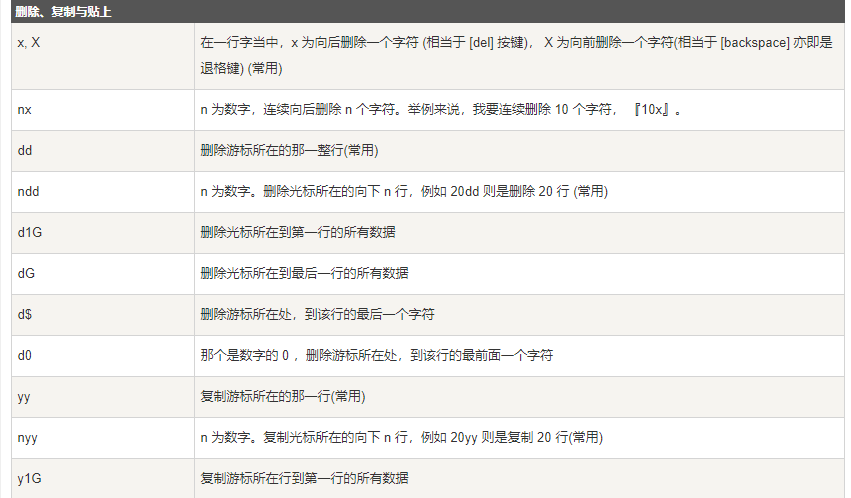 删除、复制与贴上
x, X
在一行字当中，x 为向后删除一个字符 (相当于 [del] 按键)， X 为向前删除一个字符(相当于 [backspace] 亦即是
退格键) (常用)
nx
n 为数字，连续向后删除 n 个字符。举例来说，我要连续删除 10 个字符， 『10x』。
dd
删除游标所在的那一整行(常用)
ndd
n 为数字。删除光标所在的向下 n 行，例如 20dd 则是删除 20 行 (常用)
d1G
删除光标所在到第一行的所有数据
dG
删除光标所在到最后一行的所有数据
d$
删除游标所在处，到该行的最后一个字符
d0
那个是数字的 0 ，删除游标所在处，到该行的最前面一个字符
yy
复制游标所在的那一行(常用)
nyy
n 为数字。复制光标所在的向下 n 行，例如 20yy 则是复制 20 行(常用)
y1G
复制游标所在行到第一行的所有数据